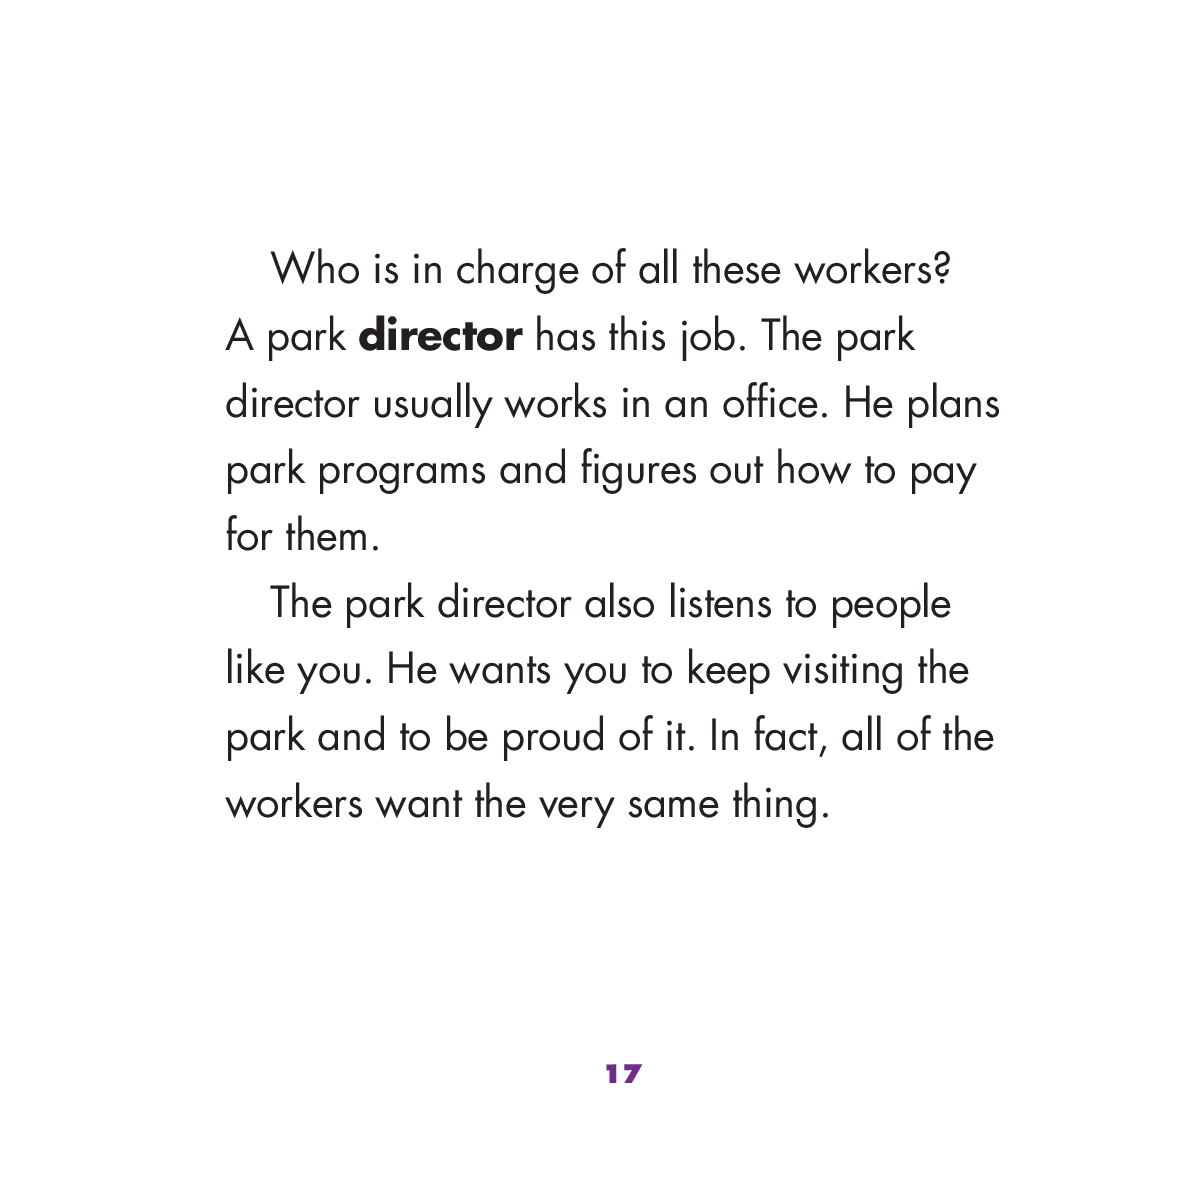 Who is in charge of all these workers?
A park director has this job. The park
director usually works in an office. He plans
park programs and figures out how to pay
for them.
The park director also listens to people
like you. He wants you to keep visiting the
park and to be proud of it. In fact, all of the
workers want the very same thing.
17